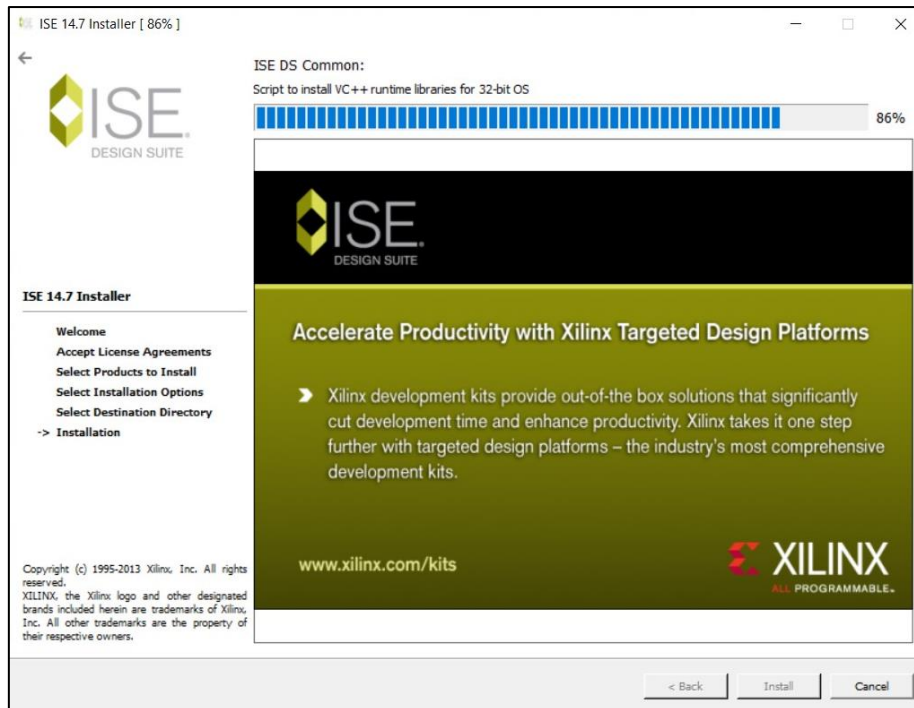 ISE 14.7 Installer [ 86% ]
ISE DS Common:
Script to install VC++ runtime libraries for 32-bit OS
86%
ISE.
DESIGN SUITE
ISE 14.7 Installer
Welcome
Accept License Agreements
Select Products to Install
Select Installation Options
Select Destination Directory
-> Installation
Copyright (c) 1995-2013 Xilinx, Inc. All rights
reserved.
XILINX, the Xilinx logo and other designated
brands included herein are trademarks of Xilinx,
Inc. All other trademarks are the property of
their respective owners.
ISE.
DESIGN SUITE
Accelerate Productivity with Xilinx Targeted Design Platforms
Xilinx development kits provide out-of-the box solutions that significantly
cut development time and enhance productivity. Xilinx takes it one step
further with targeted design platforms – the industry's most comprehensive
development kits.
www.xilinx.com/kits
XILINX
ALL PROGRAMMABLE.
< Back
Install
Cancel